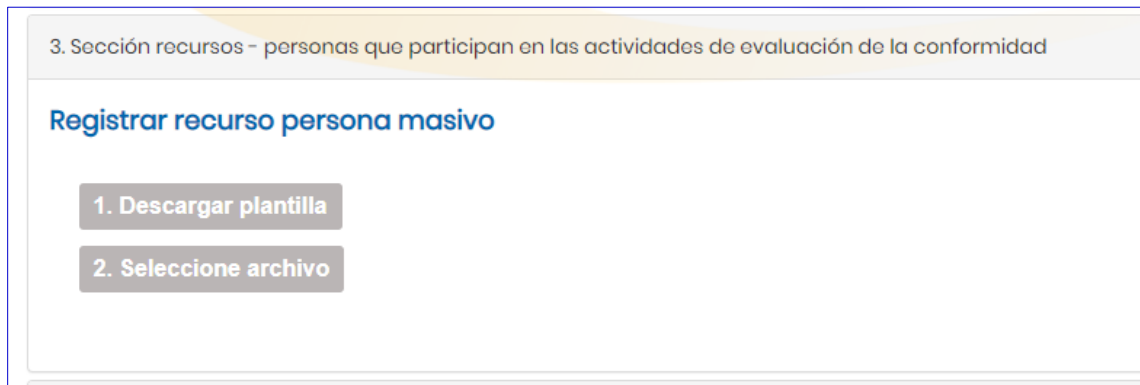 3. Sección recursos - personas que participan en las actividades de evaluación de la conformidad
Registrar recurso persona masivo
1. Descargar plantilla
2. Seleccione archivo